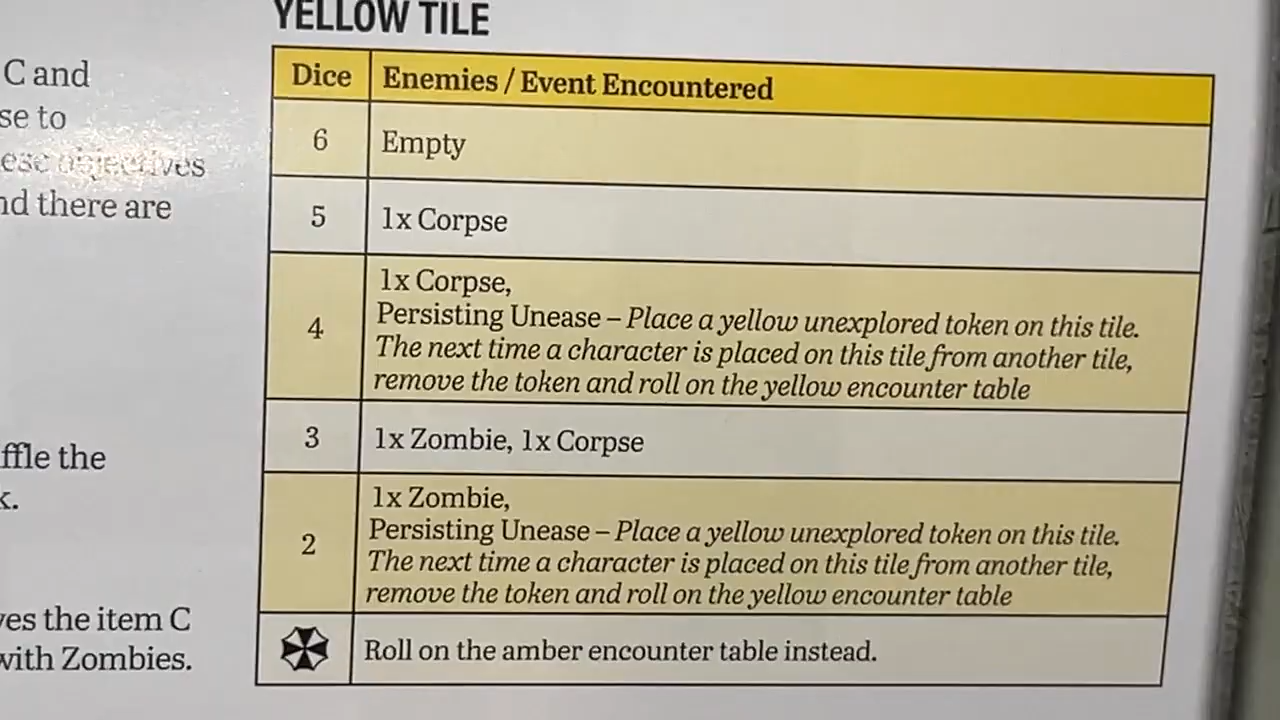 YELLOW TILE
C and
se to
ese objectives
nd there are
ffle the
k.
ves the item C
with Zombies.
Dice Enemies / Event Encountered
6 Empty
5 1x Corpse
4 1x Corpse,
Persisting Unease – Place a yellow unexplored token on this tile.
The next time a character is placed on this tile from another tile,
remove the token and roll on the yellow encounter table
3 1x Zombie, 1x Corpse
2 1x Zombie,
Persisting Unease – Place a yellow unexplored token on this tile.
The next time a character is placed on this tile from another tile,
remove the token and roll on the yellow encounter table
Roll on the amber encounter table instead.